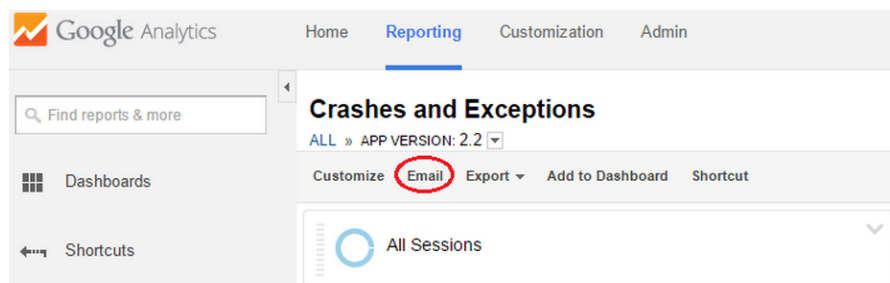 Google Analytics
Home Reporting Customization Admin
Find reports & more
Dashboards
Shortcuts
Crashes and Exceptions
ALL » APP VERSION: 2.2
Customize Email Export Add to Dashboard Shortcut
All Sessions